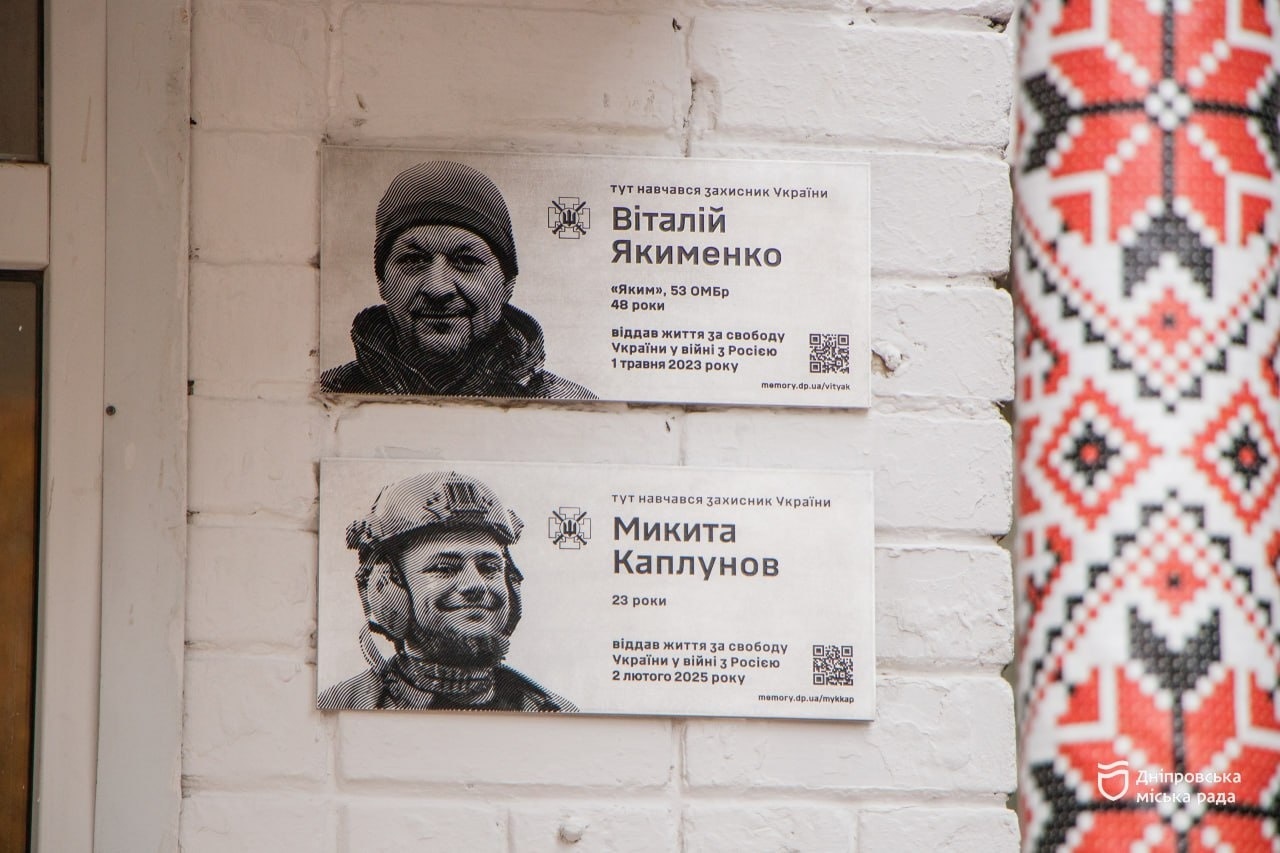 тут навчався захисник України
Віталій
Якименко
«Яким», 53 ОМБр
48 роки
віддав життя за свободу
України у війні з Росією
1 травня 2023 року
memory.dp.ua/vityak
тут навчався захисник України
Микита
Каплунов
23 роки
віддав життя за свободу
України у війні з Росією
2 лютого 2025 року
memory.dp.ua/mykkap
Дніпровська
міська рада